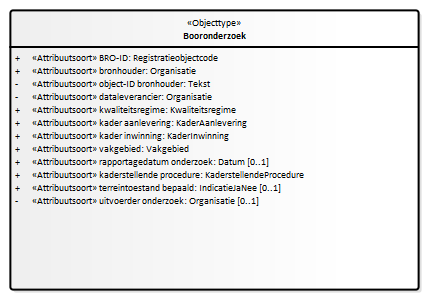 «Objecttype»
Booronderzoek
+ «Attribuutsoort» BRO-ID: Registratieobjectcode
+ «Attribuutsoort» bronhouder: Organisatie
- «Attribuutsoort» object-ID bronhouder: Tekst
- «Attribuutsoort» dataleverancier: Organisatie
+ «Attribuutsoort» kwaliteitsregime: Kwaliteitsregime
+ «Attribuutsoort» kader aanlevering: KaderAanlevering
+ «Attribuutsoort» kader inwinning: KaderInwinning
+ «Attribuutsoort» vakgebied: Vakgebied
+ «Attribuutsoort» rapportagedatum onderzoek: Datum [0..1]
+ «Attribuutsoort» kaderstellende procedure: KaderstellendeProcedure
+ «Attribuutsoort» terreintoestand bepaald: IndicatieJaNee [0..1]
- «Attribuutsoort» uitvoerder onderzoek: Organisatie [0..1]